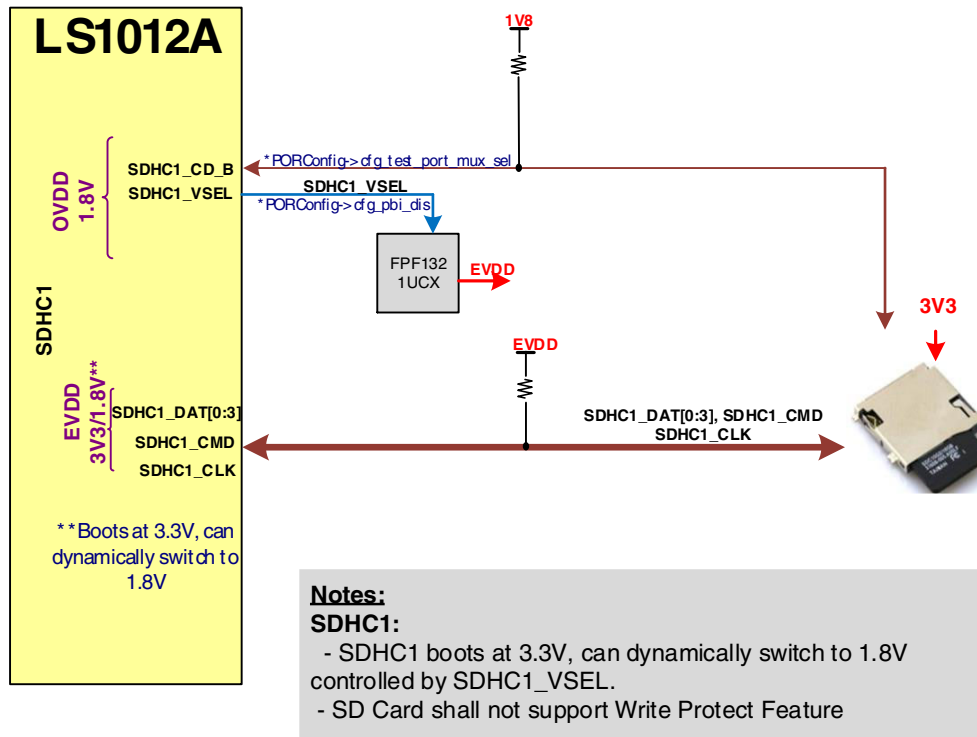 LS1012A
1V8
*PORConfig->cfg_test_port_mux_sel
SDHC1_CD_B
SDHC1_VSEL
SDHC1_VSEL
*PORConfig->cfg_pbi_dis
OVDD
1.8V
FPF132
1UCX
EVDD
SDHC1
3V3
EVDD
EVDD
3V3/1.8V**
SDHC1_DAT[0:3]
SDHC1_CMD
SDHC1_CLK
SDHC1_DAT[0:3], SDHC1_CMD
SDHC1_CLK
**Boots at 3.3V, can
dynamically switch to
1.8V
Notes:
SDHC1:
- SDHC1 boots at 3.3V, can dynamically switch to 1.8V
controlled by SDHC1_VSEL.
- SD Card shall not support Write Protect Feature